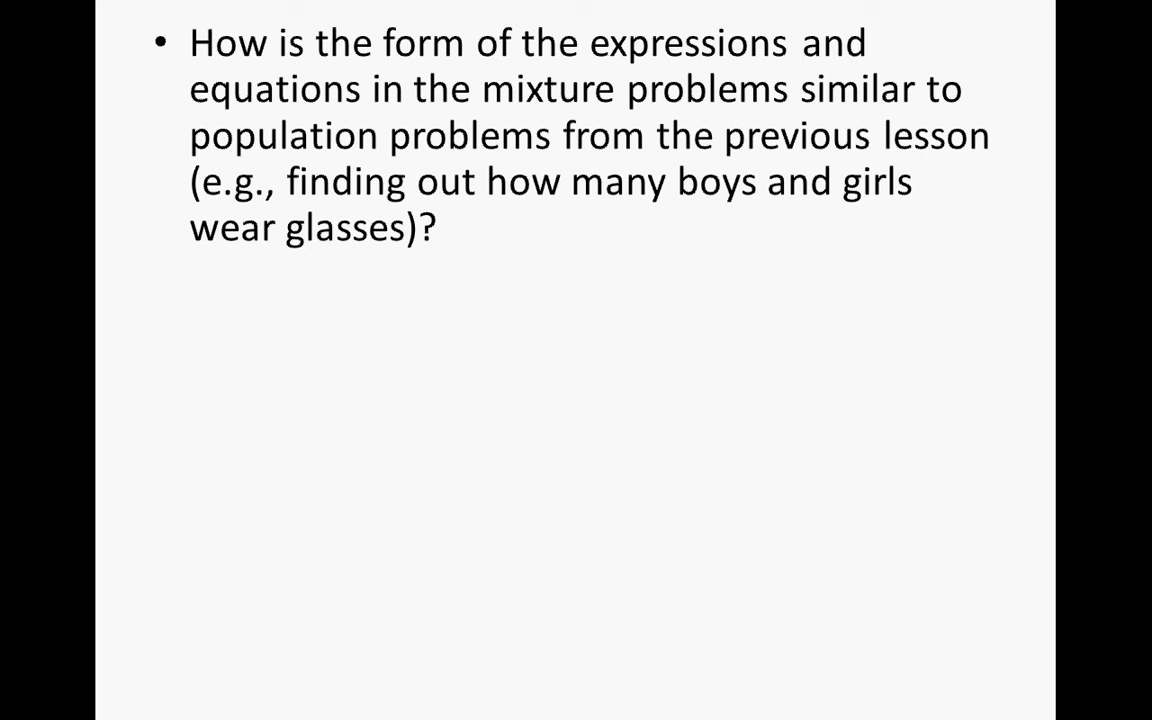 • How is the form of the expressions and
equations in the mixture problems similar to
population problems from the previous lesson
(e.g., finding out how many boys and girls
wear glasses)?